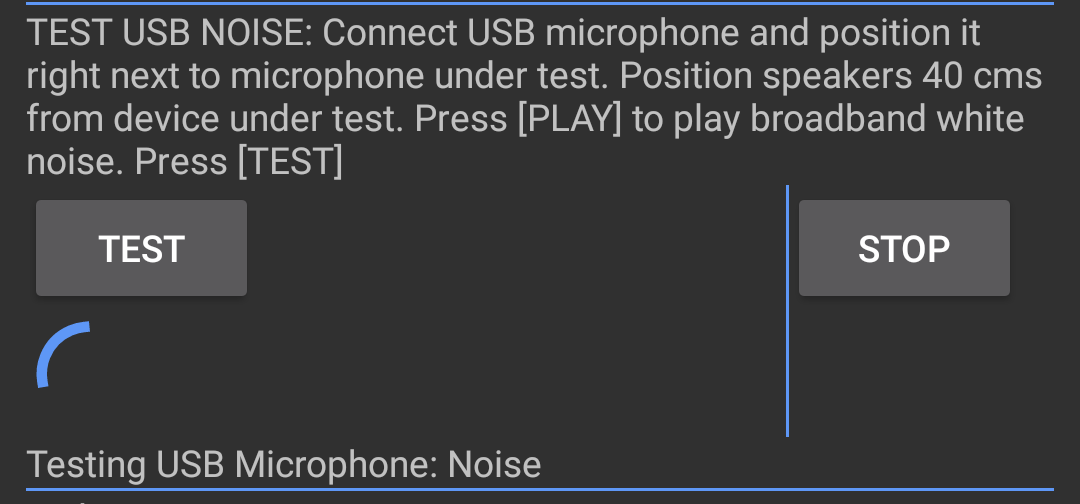 TEST USB NOISE: Connect USB microphone and position it
right next to microphone under test. Position speakers 40 cms
from device under test. Press [PLAY] to play broadband white
noise. Press [TEST]
TEST
STOP
Testing USB Microphone: Noise